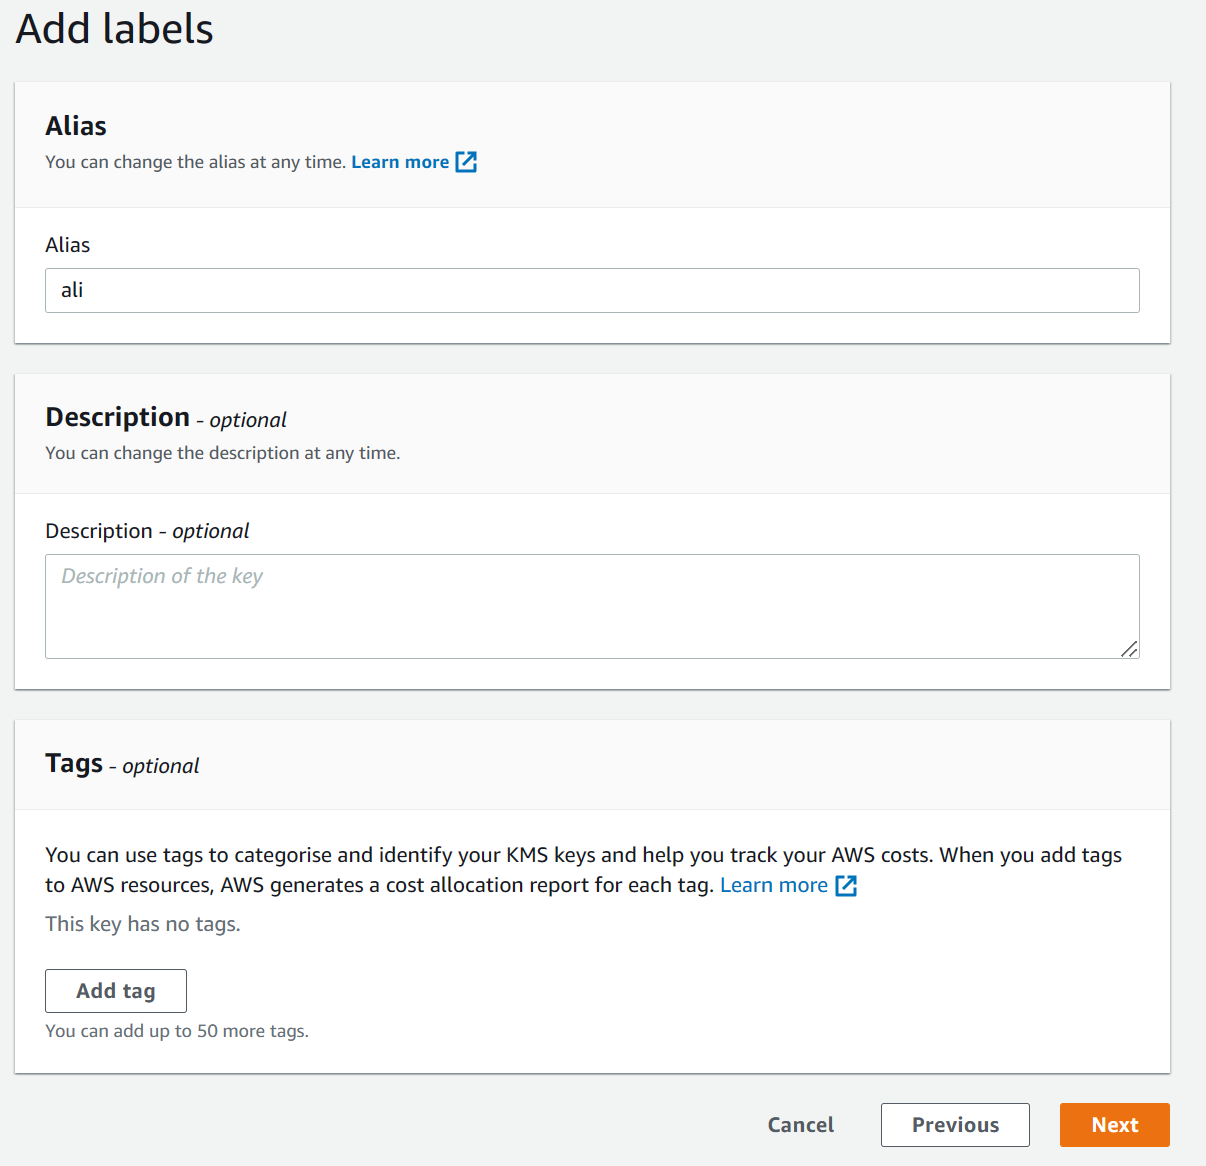 Add labels
Alias
You can change the alias at any time. Learn more
Alias
ali
Description - optional
You can change the description at any time.
Description - optional
Description of the key
Tags - optional
You can use tags to categorise and identify your KMS keys and help you track your AWS costs. When you add tags
to AWS resources, AWS generates a cost allocation report for each tag. Learn more
This key has no tags.
Add tag
You can add up to 50 more tags.
Cancel Previous Next